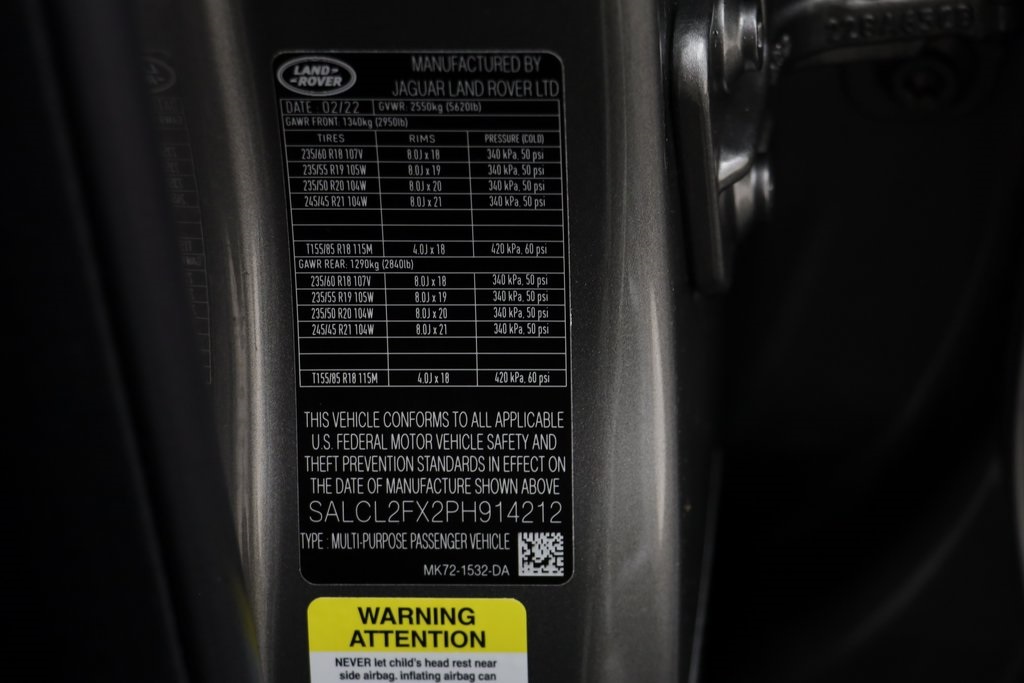 LAND-
-ROVER
MANUFACTURED BY
JAGUAR LAND ROVER LTD
DATE : 02/22 GVWR: 2550kg (5620lb)
GAWR FRONT: 1340kg (2950lb)
TIRES RIMS PRESSURE (COLD)
235/60 R18 107V 8.0J x 18 340 kPa, 50 psi
235/55 R19 105W 8.0J x 19 340 kPa, 50 psi
235/50 R20 104W 8.0J x 20 340 kPa, 50 psi
245/45 R21 104W 8.0J x 21 340 kPa, 50 psi
T155/85 R18 115M 4.0J x 18 420 kPa, 60 psi
GAWR REAR: 1290kg (2840lb)
235/60 R18 107V 8.0J x 18 340 kPa, 50 psi
235/55 R19 105W 8.0J x 19 340 kPa, 50 psi
235/50 R20 104W 8.0J x 20 340 kPa, 50 psi
245/45 R21 104W 8.0J x 21 340 kPa, 50 psi
T155/85 R18 115M 4.0J x 18 420 kPa, 60 psi
THIS VEHICLE CONFORMS TO ALL APPLICABLE
U.S. FEDERAL MOTOR VEHICLE SAFETY AND
THEFT PREVENTION STANDARDS IN EFFECT ON
THE DATE OF MANUFACTURE SHOWN ABOVE
SALCL2FX2PH914212
TYPE : MULTI-PURPOSE PASSENGER VEHICLE
MK72-1532-DA
WARNING
ATTENTION
NEVER let child's head rest near
side airbag. inflating airbag can